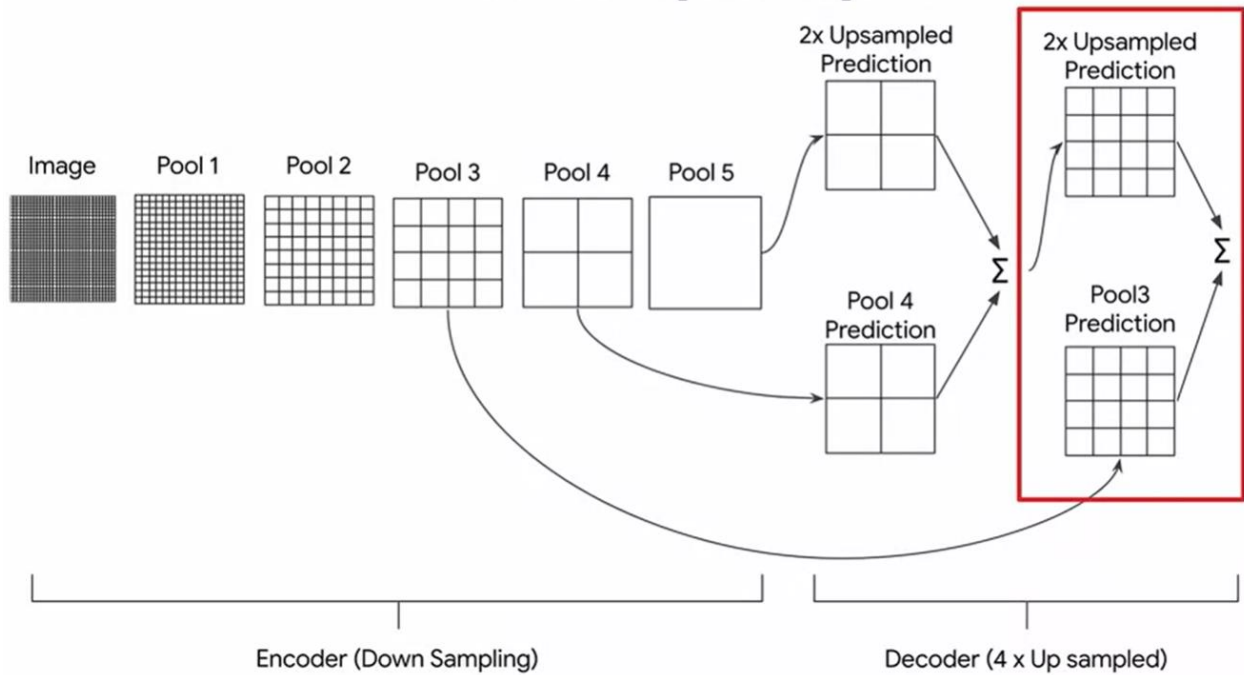 2x Upsampled
Prediction
2x Upsampled
Prediction
Image
Pool 1
Pool 2
Pool 3
Pool 4
Pool 5
Σ
Σ
Pool 4
Prediction
Pool3
Prediction
Encoder (Down Sampling)
Decoder (4 x Up sampled)